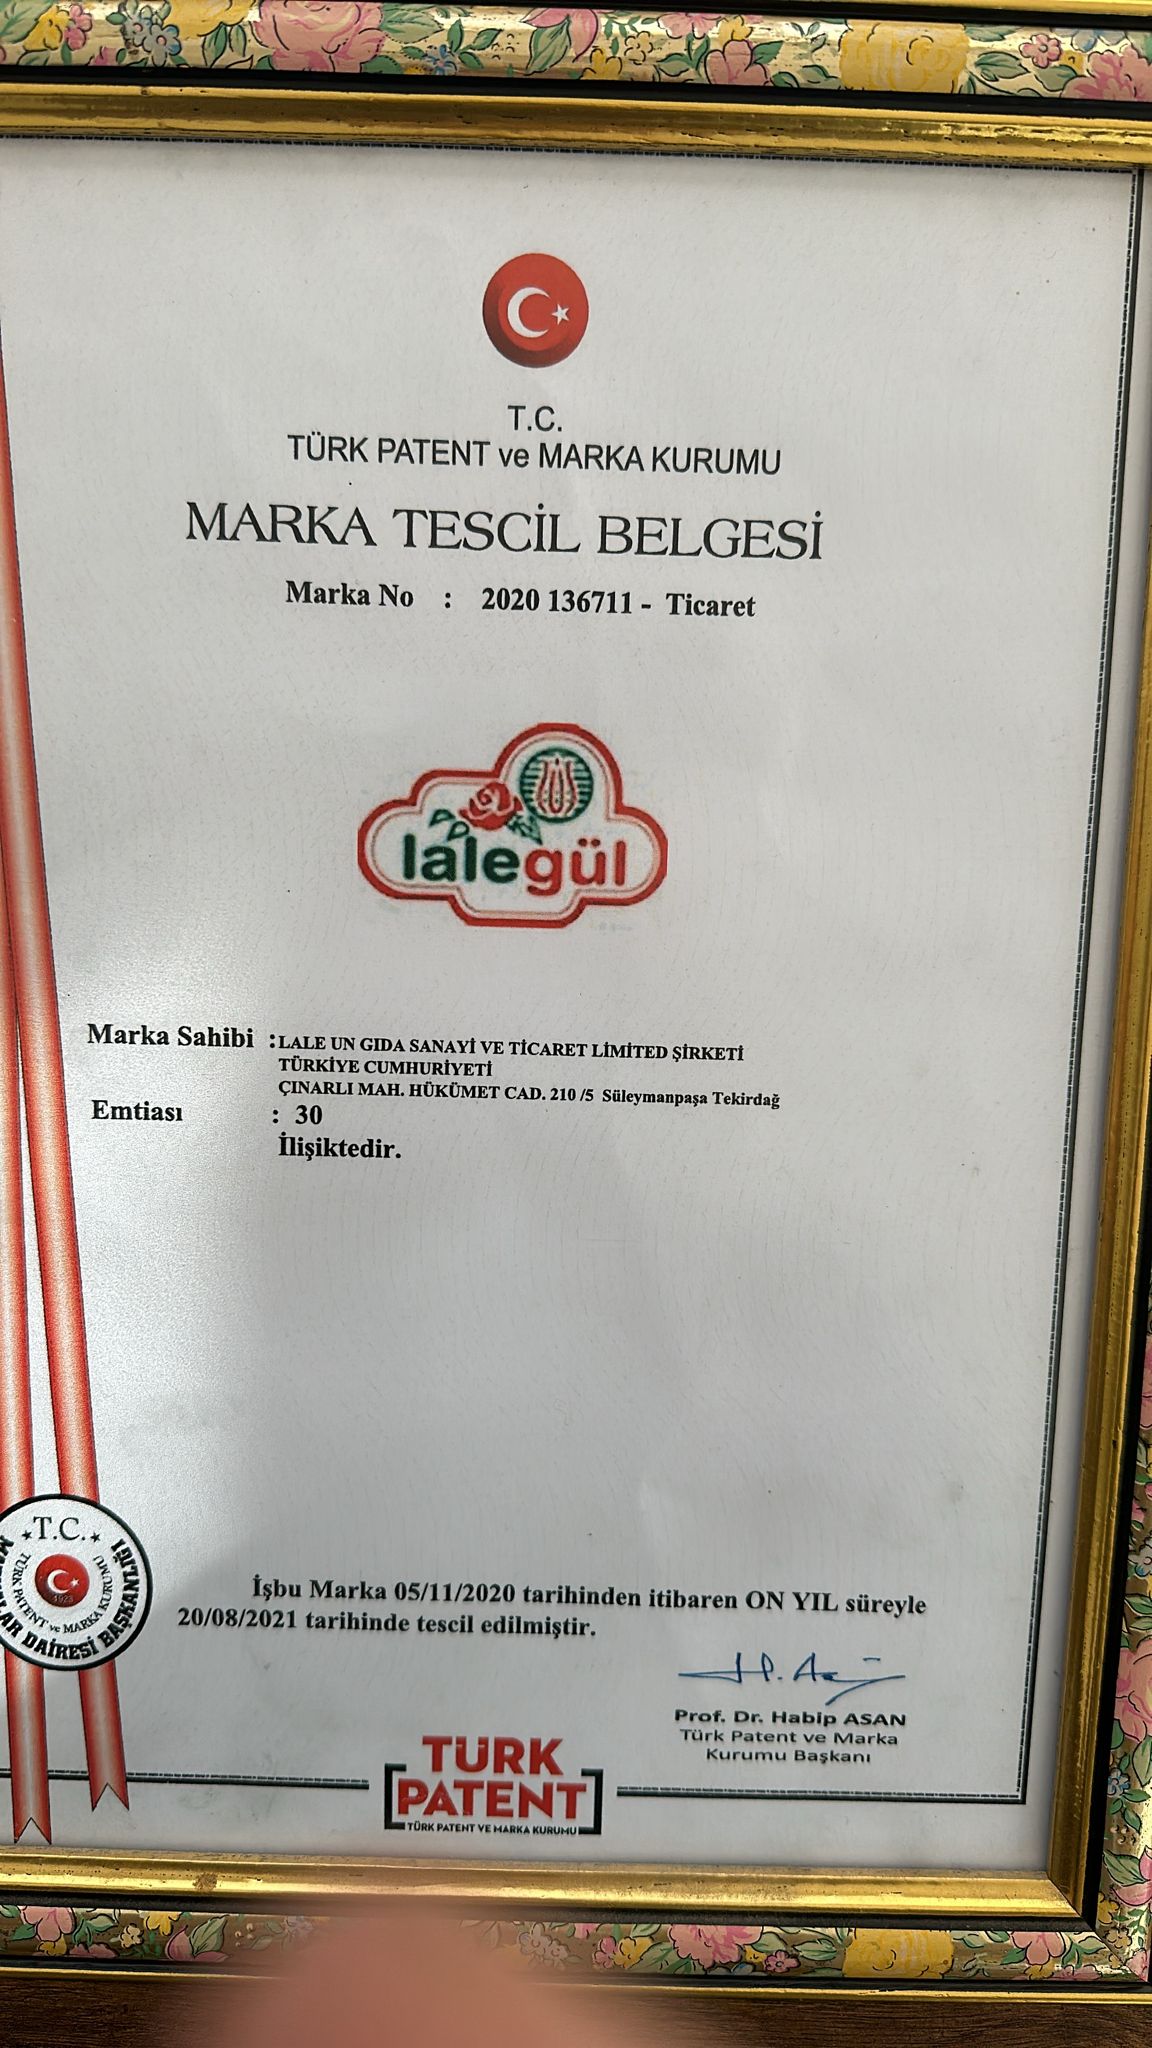 T.C.
TÜRK PATENT ve MARKA KURUMU
MARKA TESCİL BELGESİ
Marka No : 2020 136711 - Ticaret
lalegül
Marka Sahibi : LALE UN GIDA SANAYİ VE TİCARET LİMİTED ŞİRKETİ
TÜRKİYE CUMHURİYETİ
ÇINARLI MAH. HÜKÜMET CAD. 210 /5 Süleymanpaşa Tekirdağ
Emtiası : 30
İlişiktedir.
T.C.
TÜRK PATENT ve MARKA KURUMU
1923
DAİRESİ BAŞKANLIĞI
İşbu Marka 05/11/2020 tarihinden itibaren ON YIL süreyle
20/08/2021 tarihinde tescil edilmiştir.
Prof. Dr. Habip ASAN
Türk Patent ve Marka
Kurumu Başkanı
TÜRK
PATENT
TÜRK PATENT VE MARKA KURUMU